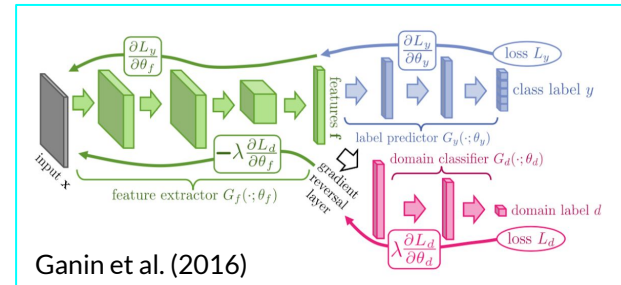 ∂L_y/∂θ_f
∂L_y/∂θ_y
loss L_y
features f
class label y
input x
label predictor G_y(·; θ_y)
−λ ∂L_d/∂θ_f
domain classifier G_d(·; θ_d)
gradient
reversal
layer
feature extractor G_f(·; θ_f)
domain label d
λ ∂L_d/∂θ_d
loss L_d
Ganin et al. (2016)